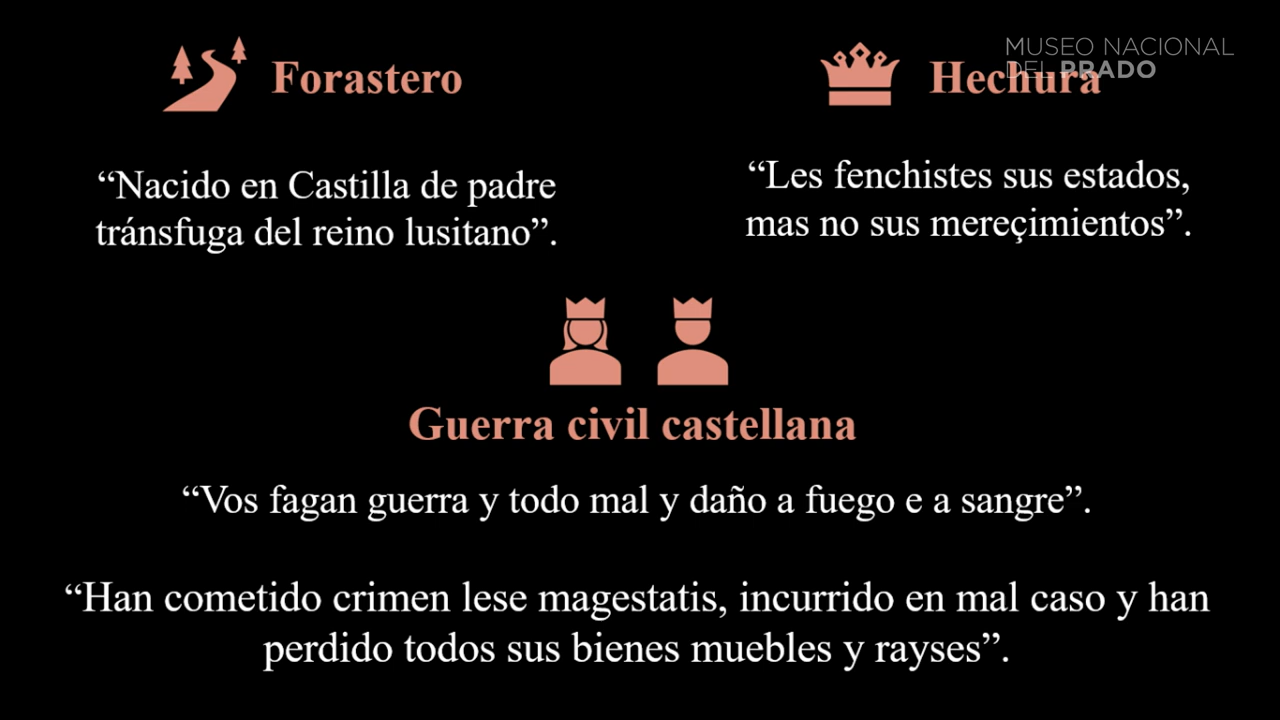 Forastero
Hechura
MUSEO NACIONAL
DEL PRADO
“Nacido en Castilla de padre
tránsfuga del reino lusitano”.
“Les fenchistes sus estados,
mas no sus mereçimientos”.
Guerra civil castellana
“Vos fagan guerra y todo mal y daño a fuego e a sangre”.
“Han cometido crimen lese magestatis, incurrido en mal caso y han
perdido todos sus bienes muebles y rayses”.